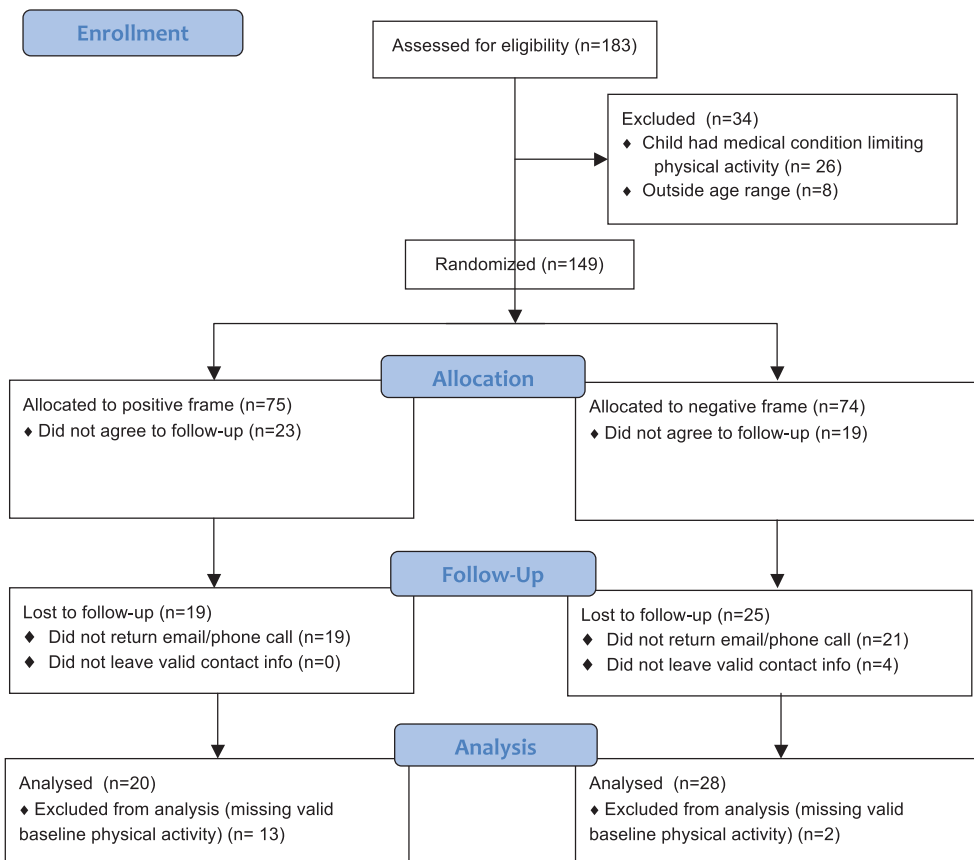 Enrollment
Assessed for eligibility (n=183)
Excluded (n=34)
♦ Child had medical condition limiting
physical activity (n= 26)
♦ Outside age range (n=8)
Randomized (n=149)
Allocation
Allocated to positive frame (n=75)
♦ Did not agree to follow-up (n=23)
Allocated to negative frame (n=74)
♦ Did not agree to follow-up (n=19)
Follow-Up
Lost to follow-up (n=19)
♦ Did not return email/phone call (n=19)
♦ Did not leave valid contact info (n=0)
Lost to follow-up (n=25)
♦ Did not return email/phone call (n=21)
♦ Did not leave valid contact info (n=4)
Analysis
Analysed (n=20)
♦ Excluded from analysis (missing valid
baseline physical activity) (n= 13)
Analysed (n=28)
♦ Excluded from analysis (missing valid
baseline physical activity) (n=2)